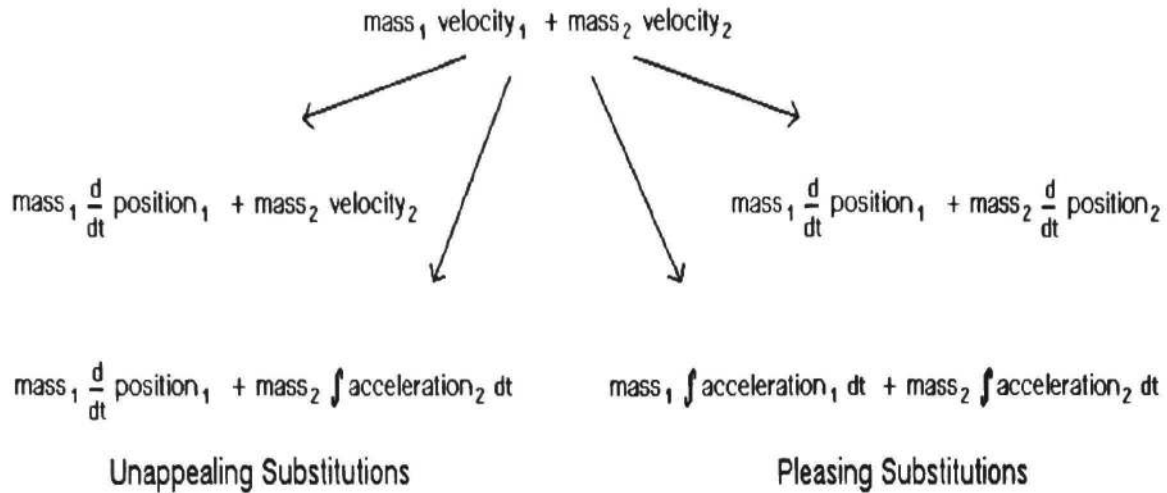 mass₁ velocity₁ + mass₂ velocity₂
mass₁ d/dt position₁ + mass₂ velocity₂
mass₁ d/dt position₁ + mass₂ d/dt position₂
mass₁ d/dt position₁ + mass₂ ∫acceleration₂ dt
mass₁ ∫acceleration₁ dt + mass₂ ∫acceleration₂ dt
Unappealing Substitutions
Pleasing Substitutions